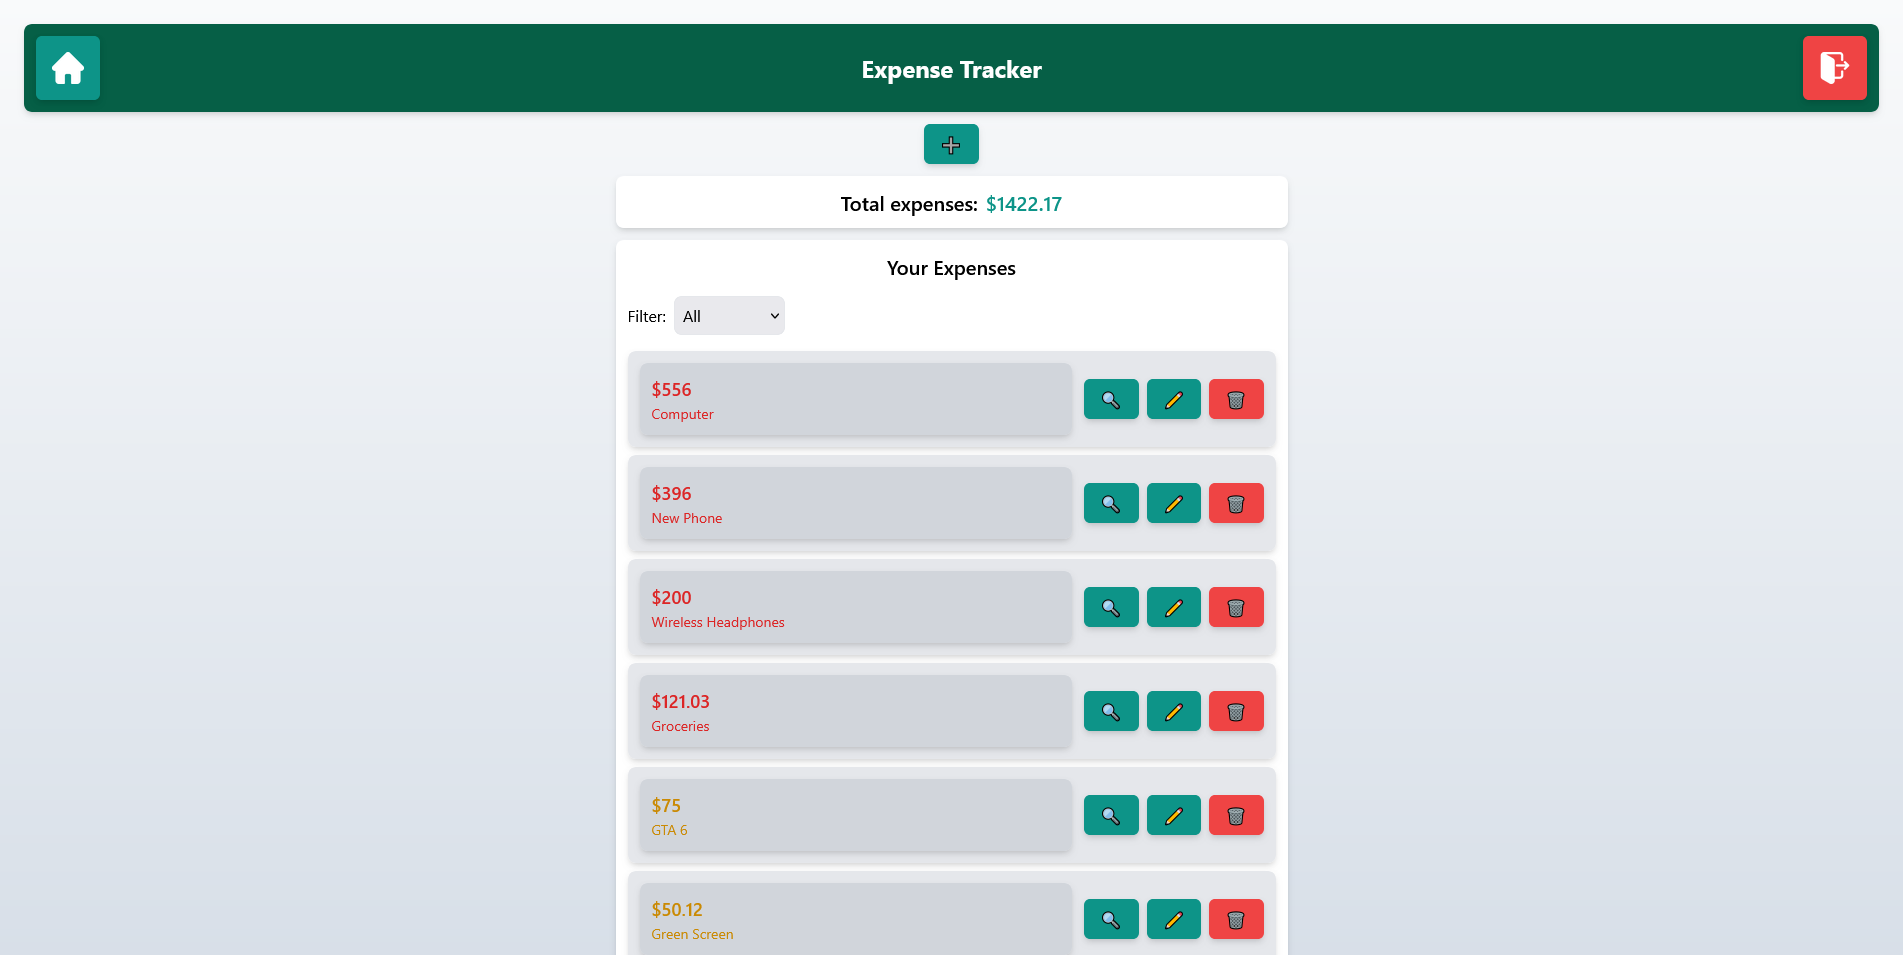 Expense Tracker
Total expenses: $1422.17
Your Expenses
Filter: All
$556
Computer
$396
New Phone
$200
Wireless Headphones
$121.03
Groceries
$75
GTA 6
$50.12
Green Screen